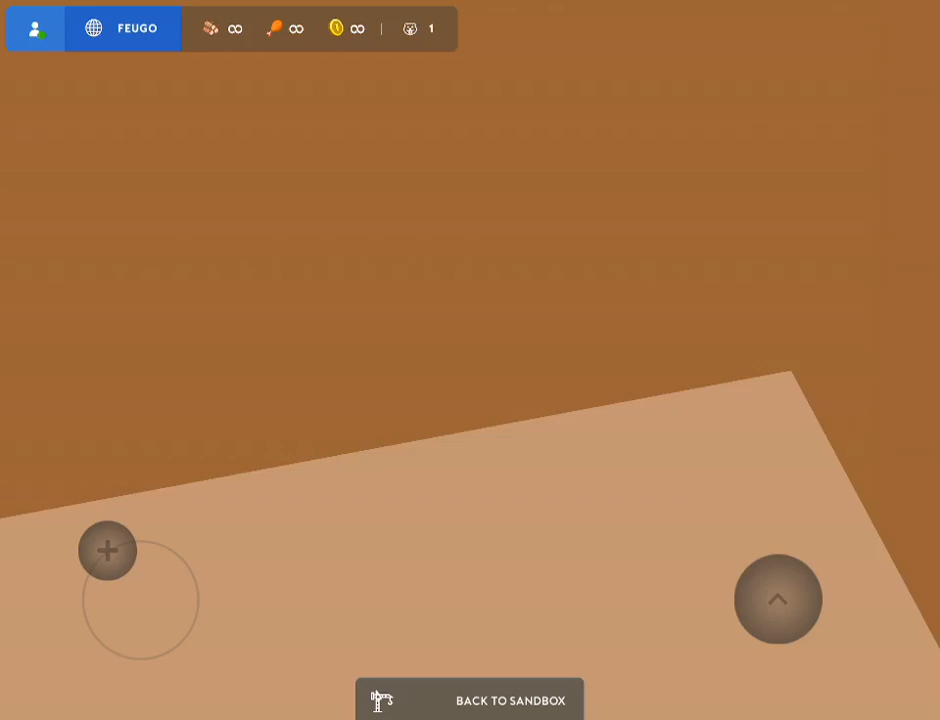 FEUGO ∞ ∞ ∞ | 1
BACK TO SANDBOX